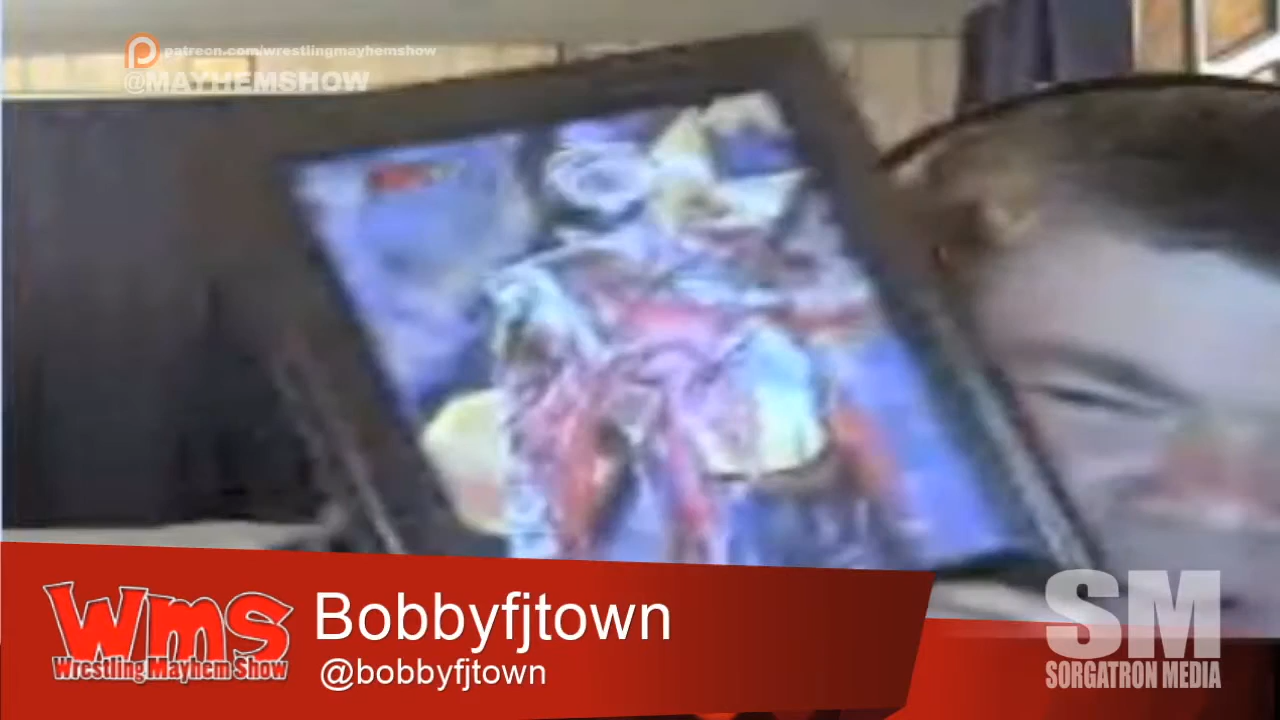 patreon.com/wrestlingmayhemshow
@MAYHEMSHOW
Wms
Wrestling Mayhem Show
Bobbyfjtown
@bobbyfjtown
SM
SORGATRON MEDIA